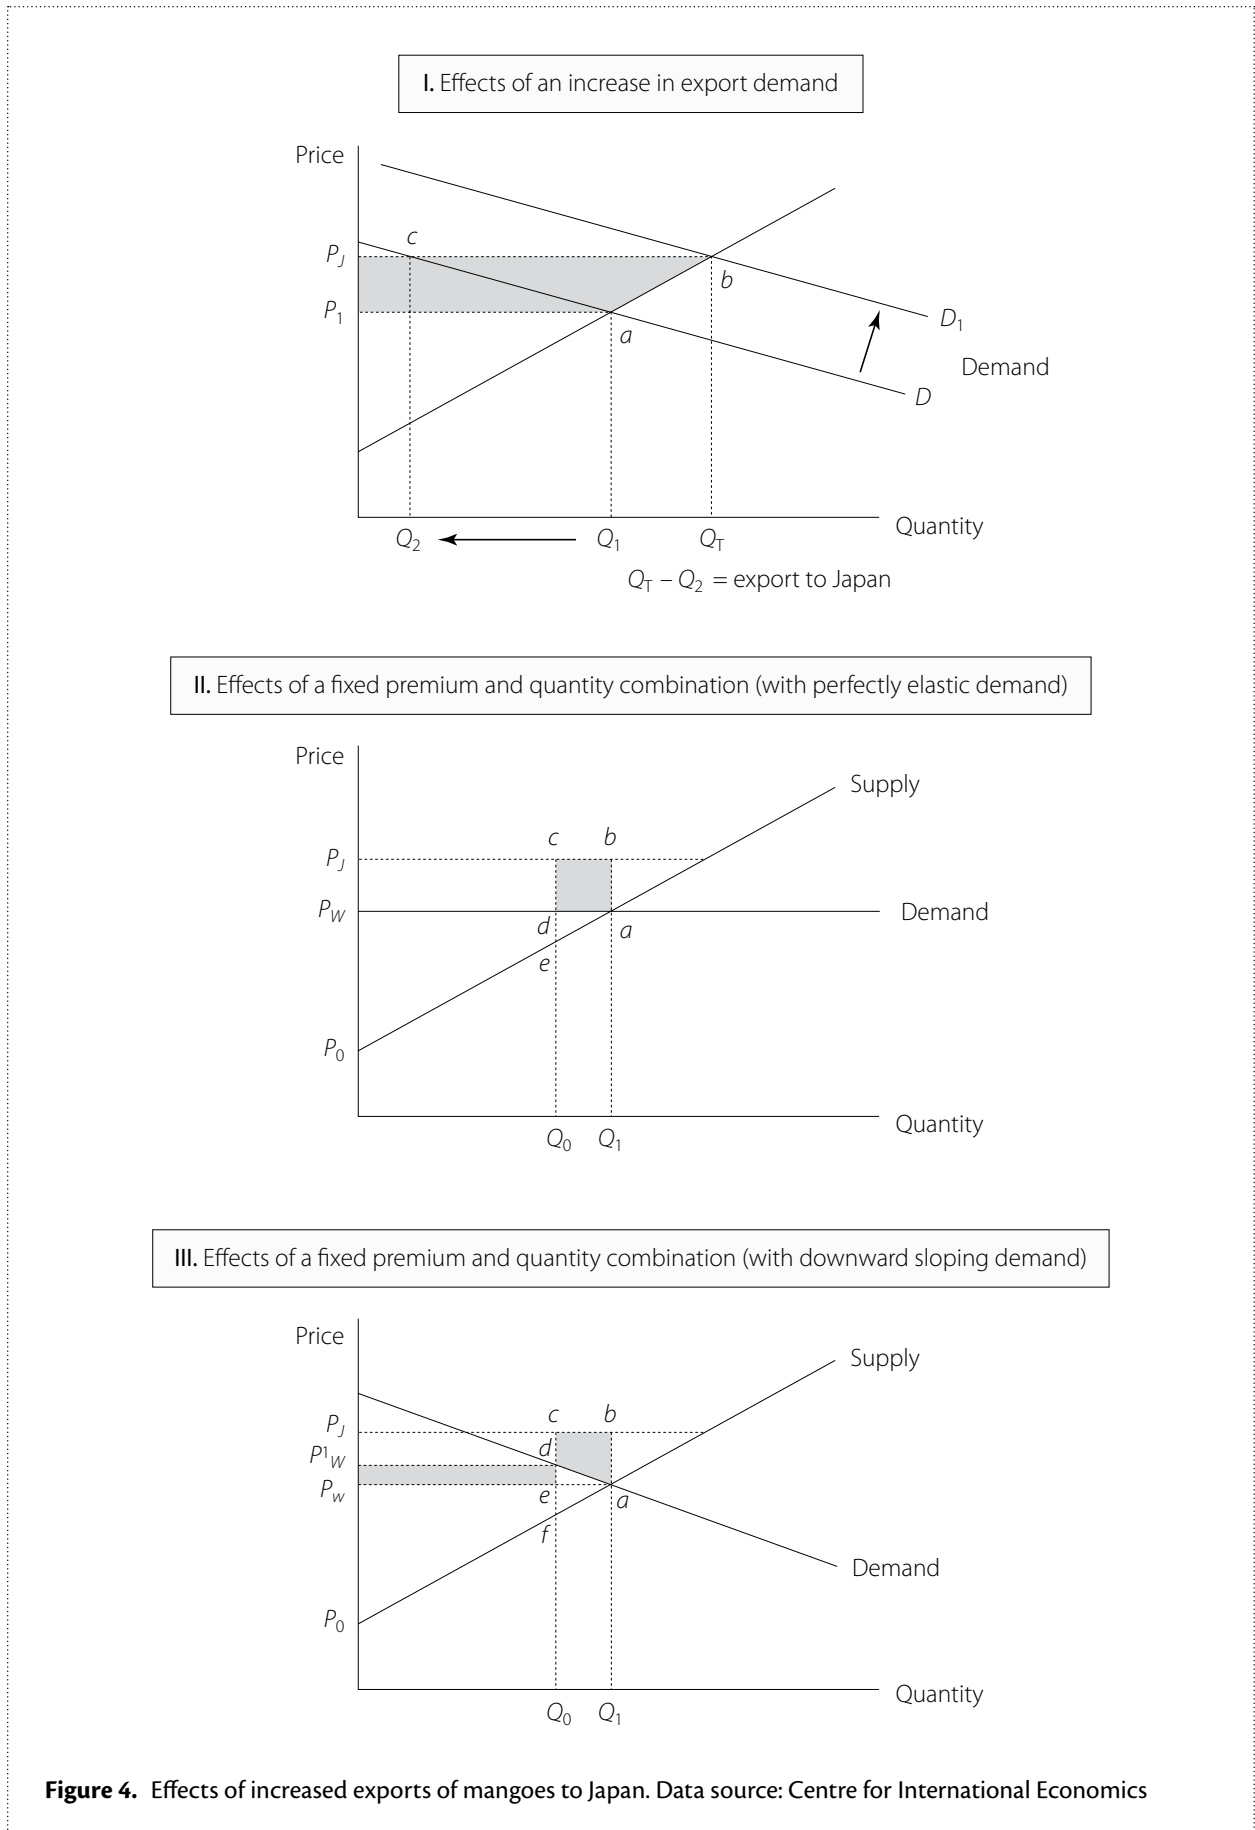 I. Effects of an increase in export demand
Price
c
P_J
b
P_1
D_1
a
Demand
D
Quantity
Q_2
Q_1
Q_T
Q_T – Q_2 = export to Japan
II. Effects of a fixed premium and quantity combination (with perfectly elastic demand)
Price
Supply
c b
P_J
P_W
Demand
d
a
e
P_0
Quantity
Q_0 Q_1
III. Effects of a fixed premium and quantity combination (with downward sloping demand)
Price
Supply
c b
P_J
d
P^1_W
P_w
e
a
f
Demand
P_0
Quantity
Q_0 Q_1
Figure 4. Effects of increased exports of mangoes to Japan. Data source: Centre for International Economics